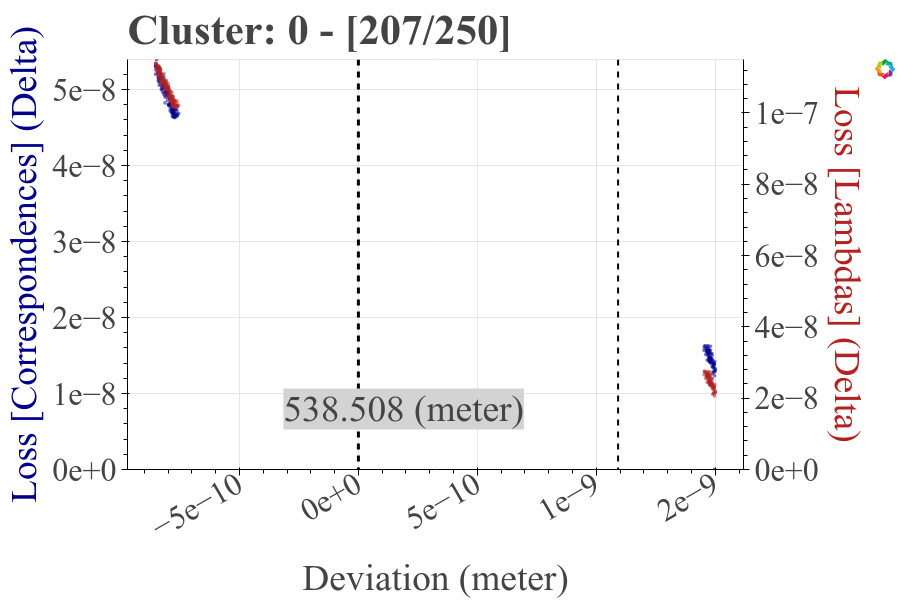 Cluster: 0 - [207/250]
Loss [Correspondences] (Delta)
5e−8
4e−8
3e−8
2e−8
1e−8
0e+0
1e−7
8e−8
6e−8
4e−8
2e−8
0e+0
Loss [Lambdas] (Delta)
538.508 (meter)
−5e−10
0e+0
5e−10
1e−9
2e−9
Deviation (meter)